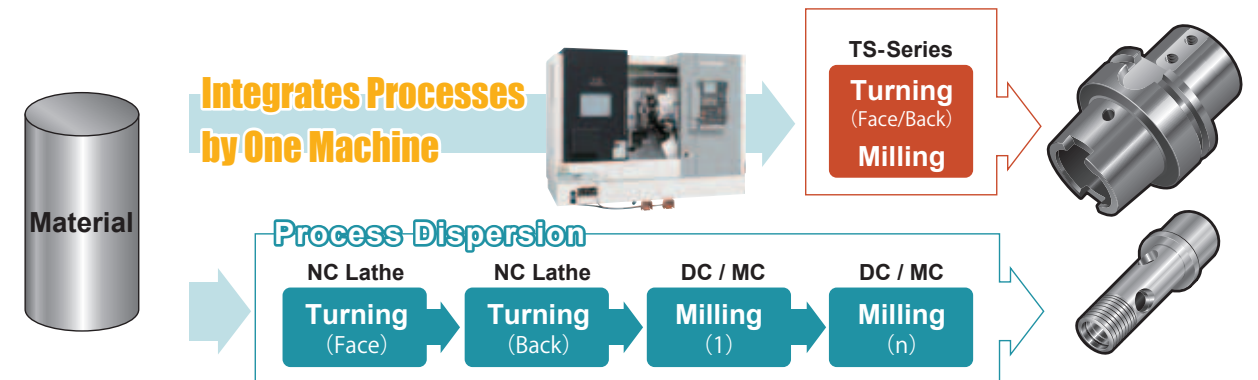 Material
Integrates Processes
by One Machine
TS-Series
Turning
(Face/Back)
Milling
Process Dispersion
NC Lathe
Turning
(Face)
NC Lathe
Turning
(Back)
DC / MC
Milling
(1)
DC / MC
Milling
(n)